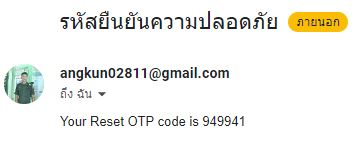 รหัสยืนยันความปลอดภัย ภายนอก
angkun02811@gmail.com
ถึง ฉัน
Your Reset OTP code is 949941